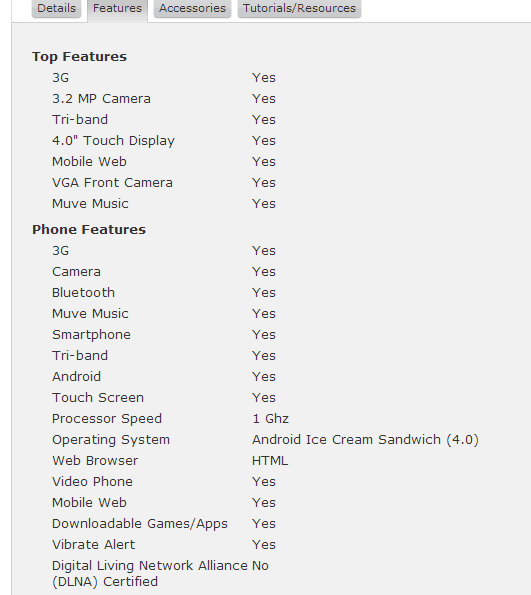 Details Features Accessories Tutorials/Resources
Top Features
3G Yes
3.2 MP Camera Yes
Tri-band Yes
4.0" Touch Display Yes
Mobile Web Yes
VGA Front Camera Yes
Muve Music Yes
Phone Features
3G Yes
Camera Yes
Bluetooth Yes
Muve Music Yes
Smartphone Yes
Tri-band Yes
Android Yes
Touch Screen Yes
Processor Speed 1 Ghz
Operating System Android Ice Cream Sandwich (4.0)
Web Browser HTML
Video Phone Yes
Mobile Web Yes
Downloadable Games/Apps Yes
Vibrate Alert Yes
Digital Living Network Alliance No
(DLNA) Certified